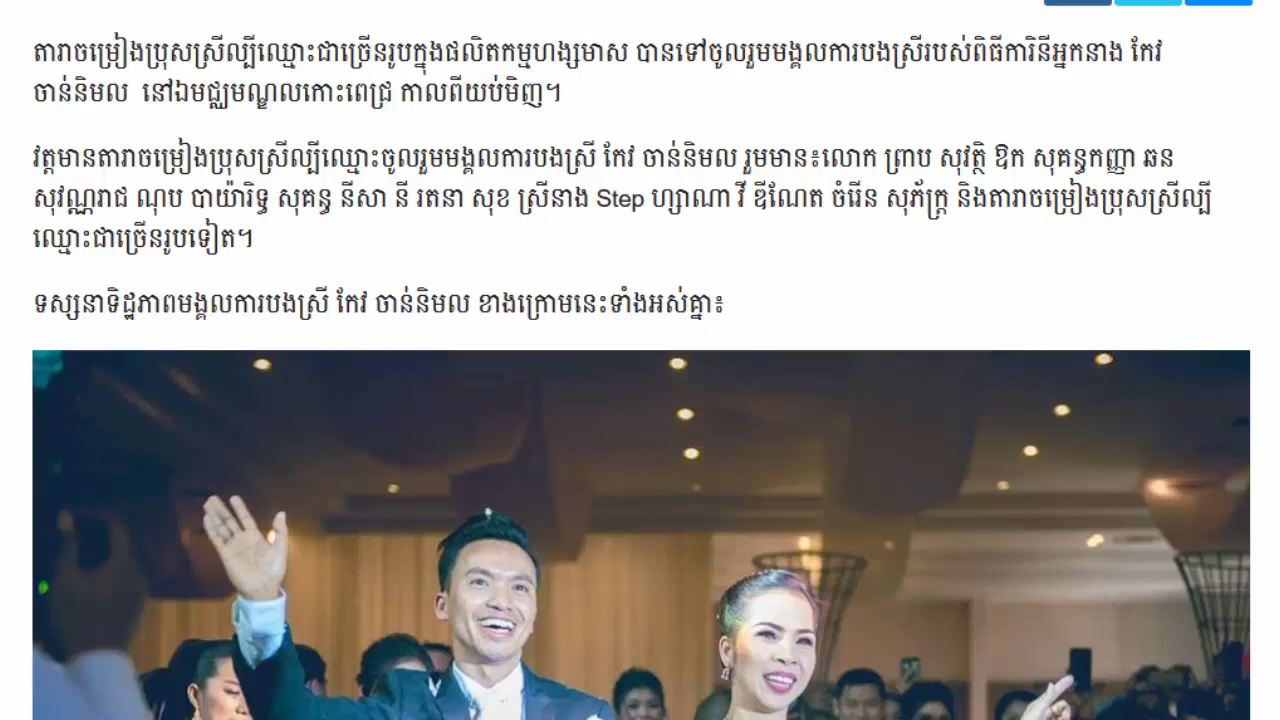 តារាចម្រៀងប្រុសស្រីល្បីឈ្មោះជាច្រើនរូបក្នុងផលិតកម្មហង្សមាស បានទៅចូលរួមមង្គលការបងស្រីរបស់ពិធីការិនីអ្នកនាង កែវ
ចាន់និមល នៅឯមជ្ឈមណ្ឌលកោះពេជ្រ កាលពីយប់មិញ។
វត្តមានតារាចម្រៀងប្រុសស្រីល្បីឈ្មោះចូលរួមមង្គលការបងស្រី កែវ ចាន់និមល រួមមាន៖លោក ព្រាប សុវត្ថិ ឱក សុគន្ធកញ្ញា ឆន
សុវណ្ណរាជ ណុប បាយ៉ារិទ្ធ សុគន្ធ នីសា នី រតនា សុខ ស្រីនាង Step ហ្សាណា វី ឌីណែត ចំរើន សុភ័ក្ត្រ និងតារាចម្រៀងប្រុសស្រីល្បី
ឈ្មោះជាច្រើនរូបទៀត។
ទស្សនាទិដ្ឋភាពមង្គលការបងស្រី កែវ ចាន់និមល ខាងក្រោមនេះទាំងអស់គ្នា៖